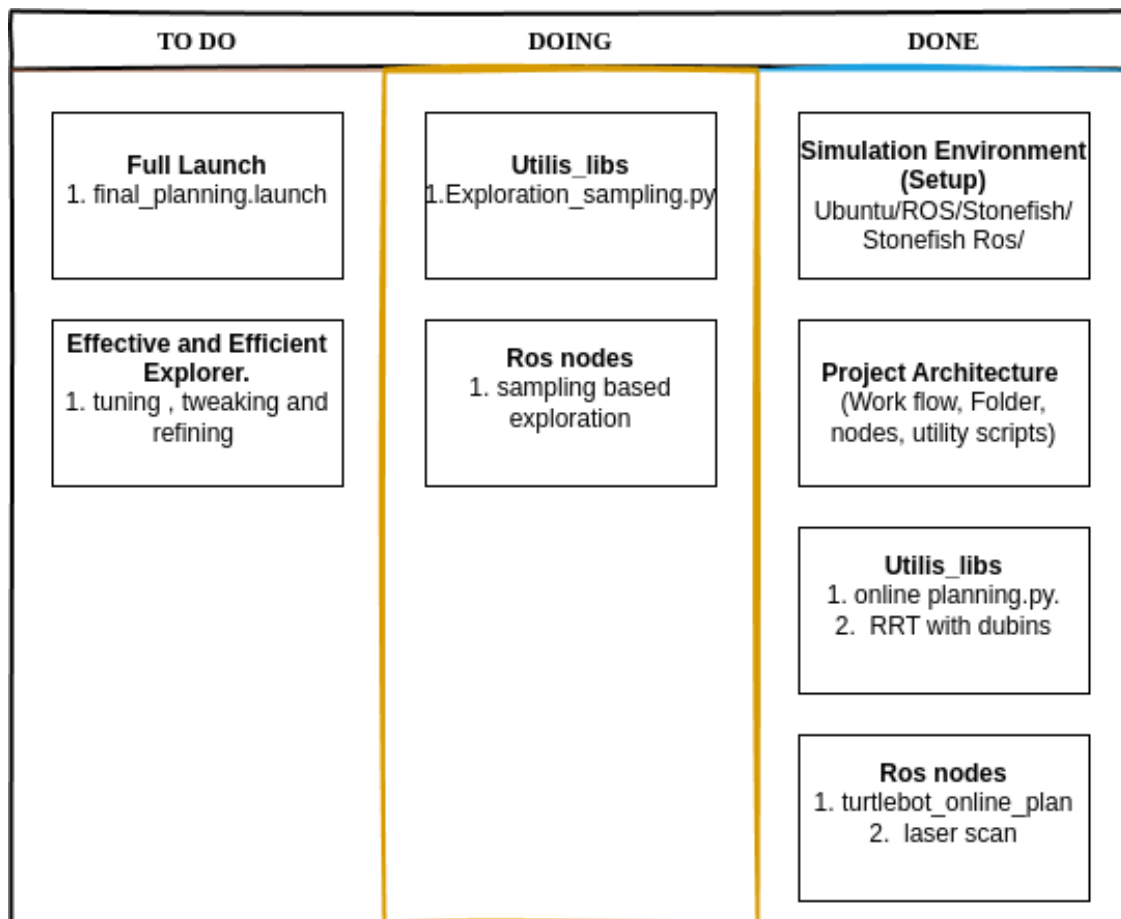 TO DO
DOING
DONE
Full Launch
1. final_planning.launch
Effective and Efficient
Explorer.
1. tuning , tweaking and
refining
Utilis_libs
1.Exploration_sampling.py
Ros nodes
1. sampling based
exploration
Simulation Environment
(Setup)
Ubuntu/ROS/Stonefish/
Stonefish Ros/
Project Architecture
(Work flow, Folder,
nodes, utility scripts)
Utilis_libs
1. online planning.py.
2. RRT with dubins
Ros nodes
1. turtlebot_online_plan
2. laser scan